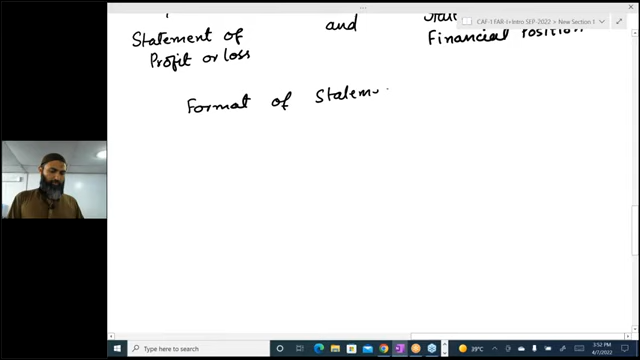 CAF-1 FAR-I+Intro SEP-2022 > New Section 1
Statement of and Financial Position
Profit or loss
Format of Statem
Type here to search
39°C
3:52 PM
4/7/2022